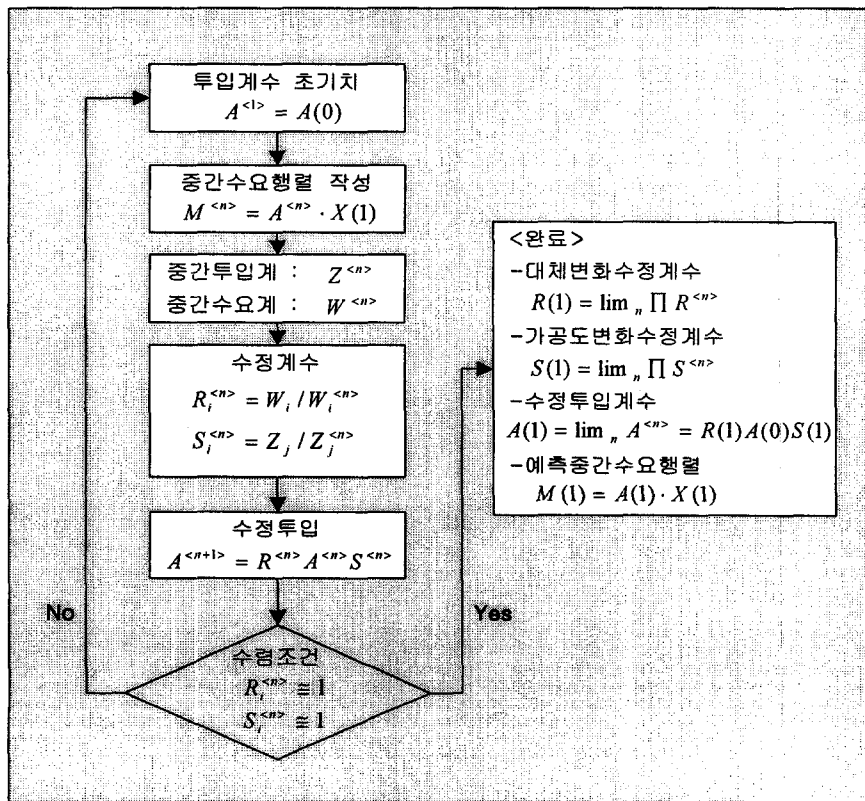 투입계수 초기치
A^{<1>} = A(0)
중간수요행렬 작성
M^{<n>} = A^{<n>} · X(1)
중간투입계 : Z^{<n>}
중간수요계 : W^{<n>}
수정계수
R_i^{<n>} = W_i / W_i^{<n>}
S_i^{<n>} = Z_j / Z_j^{<n>}
수정투입
A^{<n+1>} = R^{<n>} A^{<n>} S^{<n>}
No
Yes
수렴조건
R_i^{<n>} ≅ 1
S_i^{<n>} ≅ 1
<완료>
-대체변화수정계수
R(1) = lim_n ∏ R^{<n>}
-가공도변화수정계수
S(1) = lim_n ∏ S^{<n>}
-수정투입계수
A(1) = lim_n A^{<n>} = R(1)A(0)S(1)
-예측중간수요행렬
M(1) = A(1) · X(1)